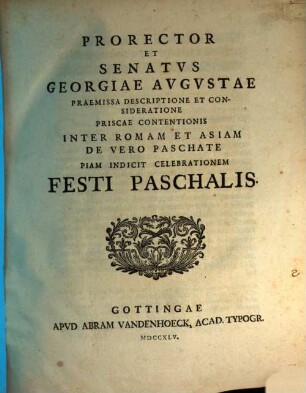 PRORECTOR
ET
SENATVS
GEORGIAE AVGVSTAE
PRAEMISSA DESCRIPTIONE ET CON-
SIDERATIONE
PRISCAE CONTENTIONIS
INTER ROMAM ET ASIAM
DE VERO PASCHATE
PIAM INDICIT CELEBRATIONEM
FESTI PASCHALIS.
GOTTINGAE
APVD ABRAM VANDENHOECK, ACAD. TYPOGR.
MDCCXLV.